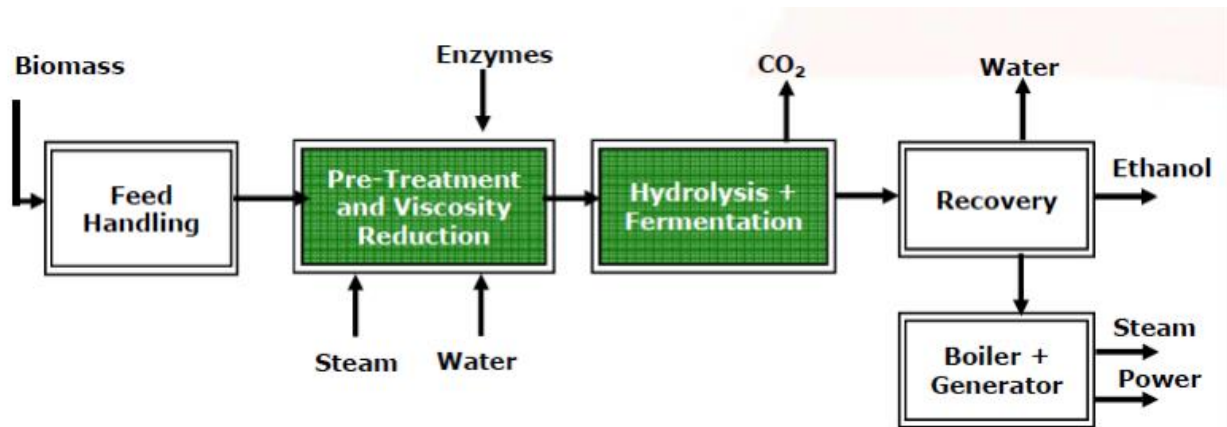 Biomass
Enzymes
CO₂
Water
Feed
Handling
Pre-Treatment
and Viscosity
Reduction
Hydrolysis +
Fermentation
Recovery
Ethanol
Steam
Water
Boiler +
Generator
Steam
Power